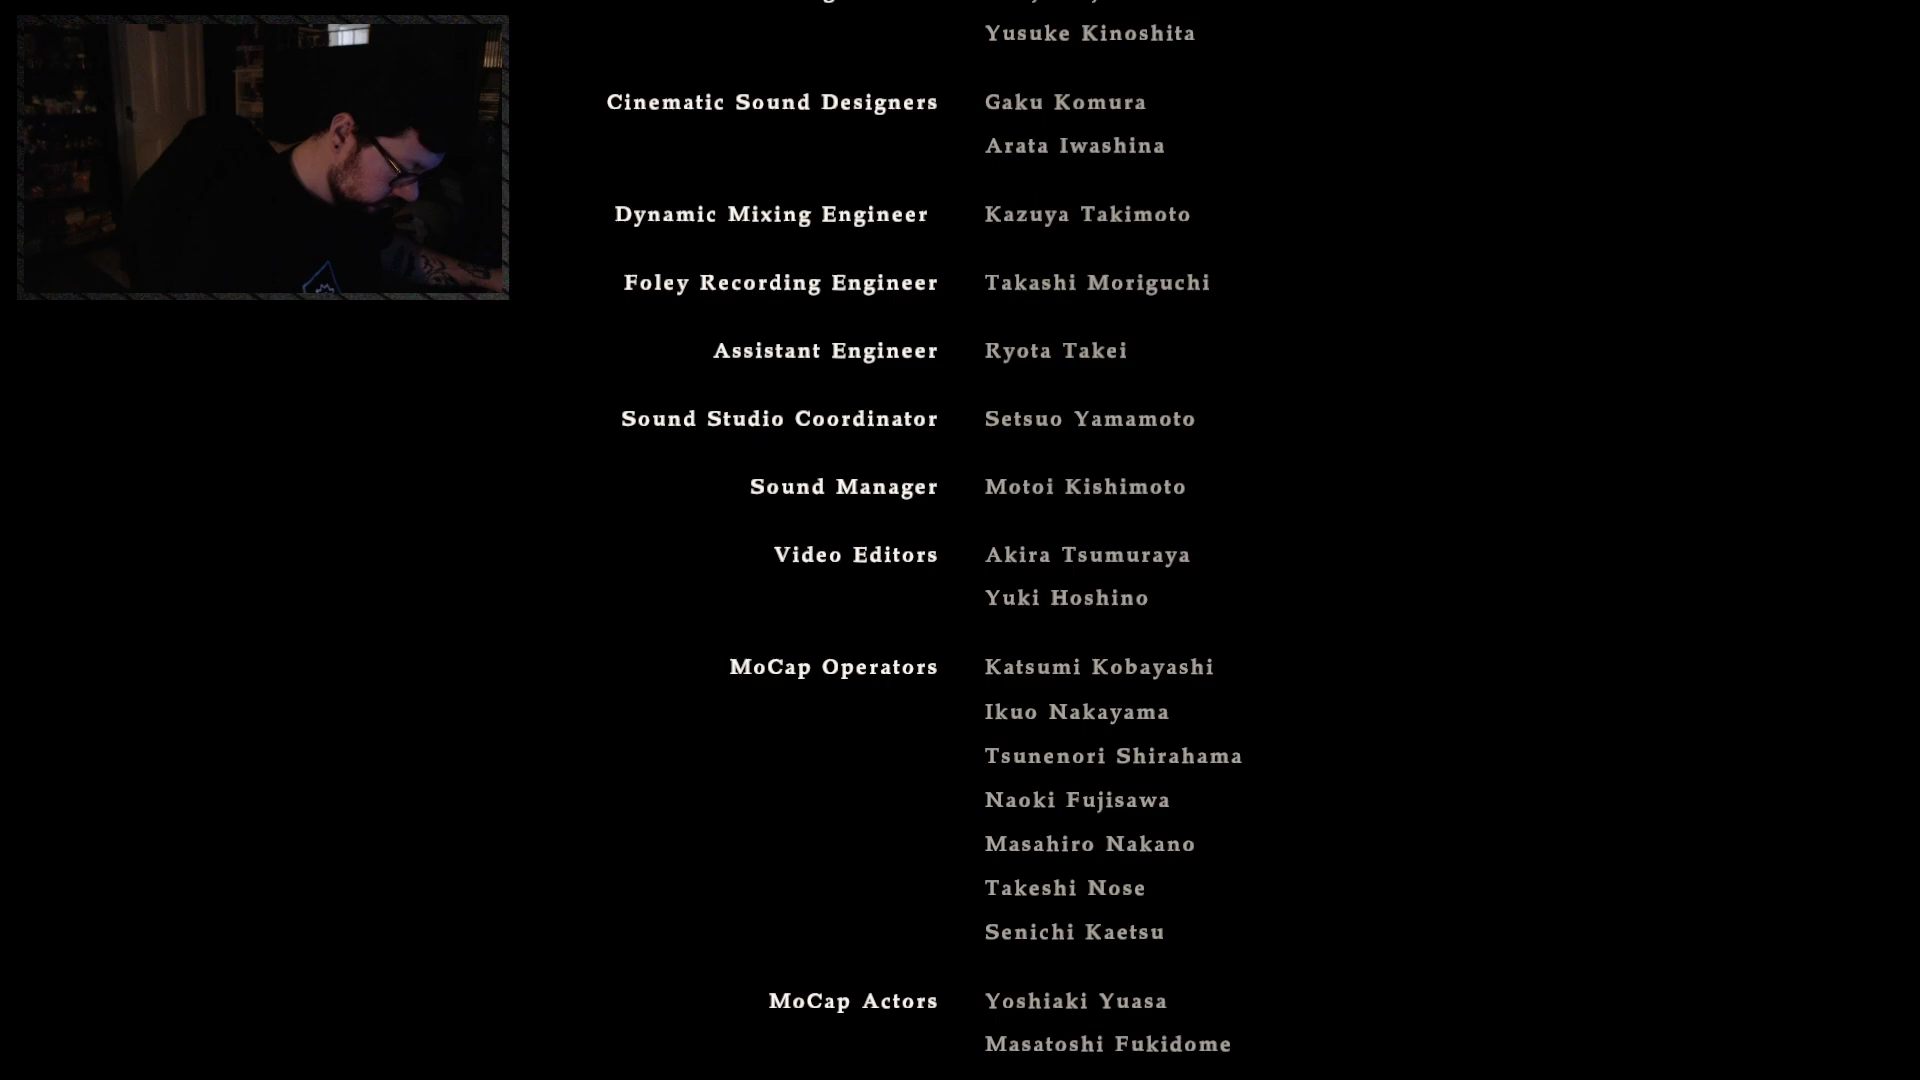 Yusuke Kinoshita
Cinematic Sound Designers Gaku Komura
Arata Iwashina
Dynamic Mixing Engineer Kazuya Takimoto
Foley Recording Engineer Takashi Moriguchi
Assistant Engineer Ryota Takei
Sound Studio Coordinator Setsuo Yamamoto
Sound Manager Motoi Kishimoto
Video Editors Akira Tsumuraya
Yuki Hoshino
MoCap Operators Katsumi Kobayashi
Ikuo Nakayama
Tsunenori Shirahama
Naoki Fujisawa
Masahiro Nakano
Takeshi Nose
Senichi Kaetsu
MoCap Actors Yoshiaki Yuasa
Masatoshi Fukidome